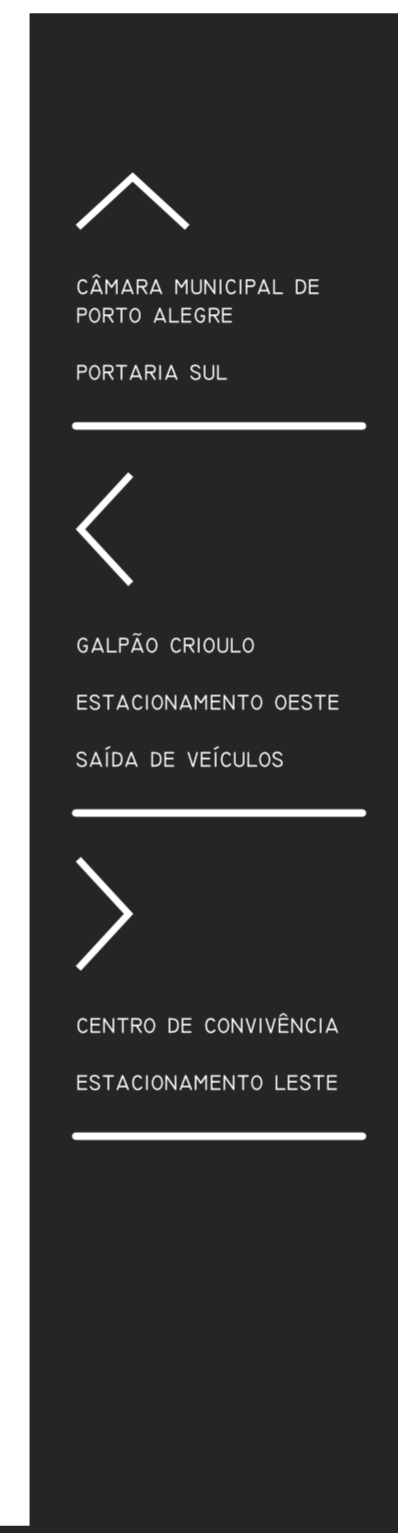 CÂMARA MUNICIPAL DE
PORTO ALEGRE
PORTARIA SUL
GALPÃO CRIOULO
ESTACIONAMENTO OESTE
SAÍDA DE VEÍCULOS
CENTRO DE CONVIVÊNCIA
ESTACIONAMENTO LESTE